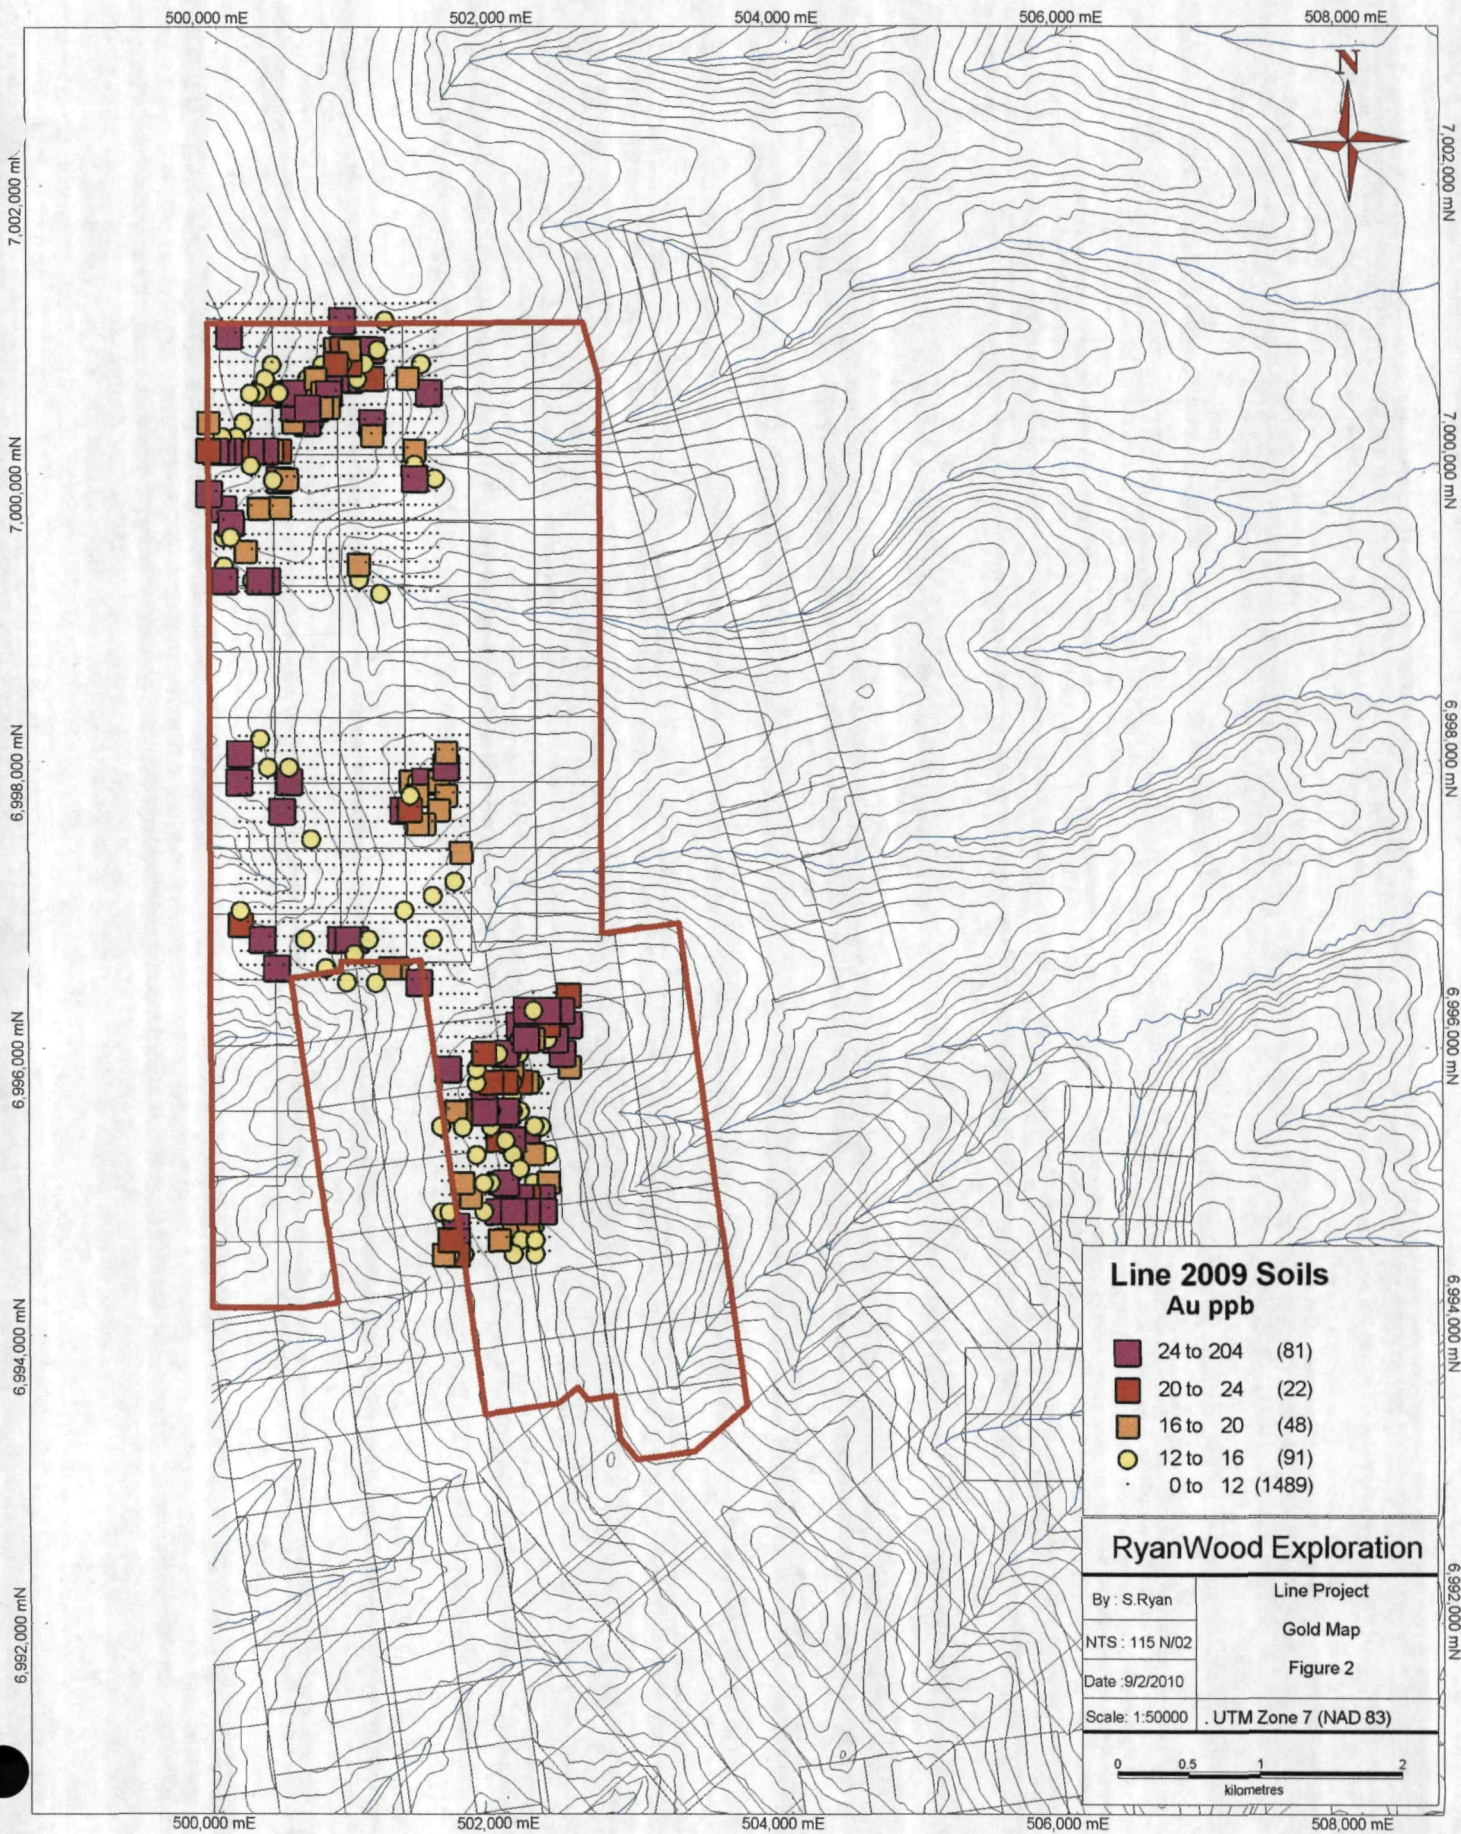 500,000 mE 502,000 mE 504,000 mE 506,000 mE 508,000 mE
N
7,002,000 mN
7,002,000 mN
7,000,000 mN
7,000,000 mN
6,998,000 mN
6,998,000 mN
6,996,000 mN
6,996,000 mN
6,994,000 mN
6,994,000 mN
6,992,000 mN
6,992,000 mN
Line 2009 Soils
Au ppb
24 to 204 (81)
20 to 24 (22)
16 to 20 (48)
12 to 16 (91)
0 to 12 (1489)
RyanWood Exploration
By : S.Ryan
NTS : 115 N/02
Date :9/2/2010
Scale: 1:50000
Line Project
Gold Map
Figure 2
. UTM Zone 7 (NAD 83)
0 0.5 1 2
kilometres
500,000 mE 502,000 mE 504,000 mE 506,000 mE 508,000 mE